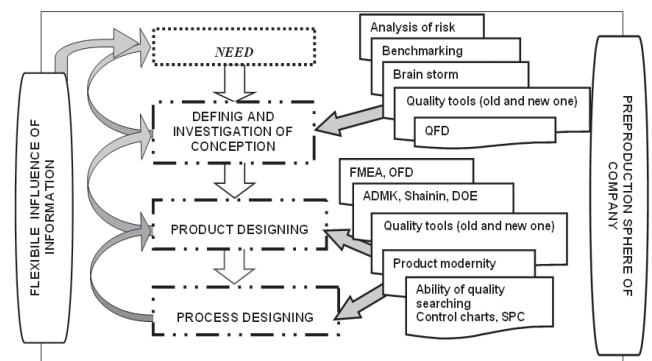 FLEXIBILE INFLUENCE OF
INFORMATION
NEED
DEFINING AND
INVESTIGATION OF
CONCEPTION
PRODUCT DESIGNING
PROCESS DESIGNING
Analysis of risk
Benchmarking
Brain storm
Quality tools (old and new one)
QFD
FMEA, OFD
ADMK, Shainin, DOE
Quality tools (old and new one)
Product modernity
Ability of quality
searching
Control charts, SPC
PREPRODUCTION SPHERE OF
COMPANY